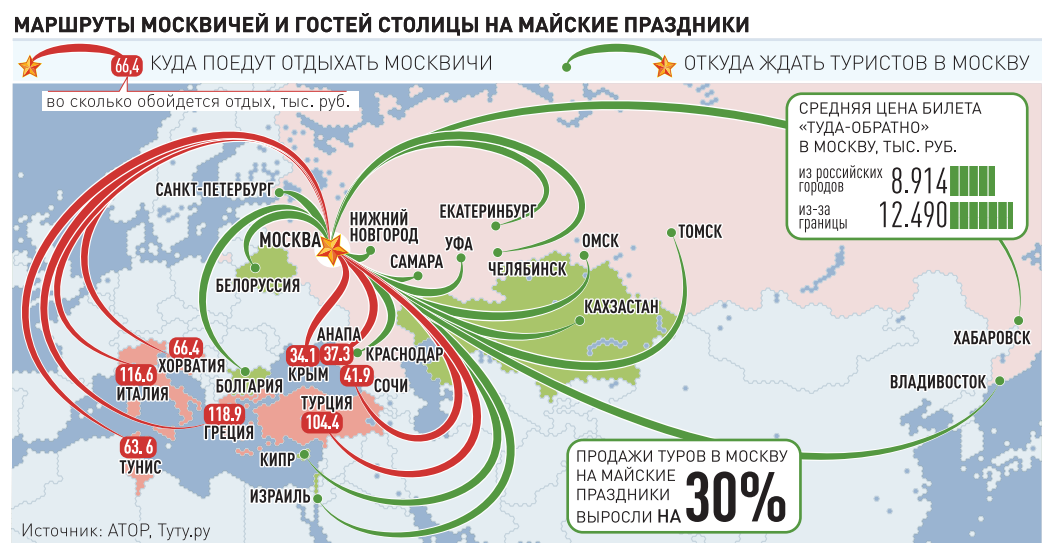 МАРШРУТЫ МОСКВИЧЕЙ И ГОСТЕЙ СТОЛИЦЫ НА МАЙСКИЕ ПРАЗДНИКИ
66,4 КУДА ПОЕДУТ ОТДЫХАТЬ МОСКВИЧИ
ОТКУДА ЖДАТЬ ТУРИСТОВ В МОСКВУ
во сколько обойдется отдых, тыс. руб.
СРЕДНЯЯ ЦЕНА БИЛЕТА
«ТУДА-ОБРАТНО»
В МОСКВУ, ТЫС. РУБ.
из российских
городов
8.914
из-за
границы
12.490
САНКТ-ПЕТЕРБУРГ
МОСКВА
НИЖНИЙ
НОВГОРОД
ЕКАТЕРИНБУРГ
УФА
САМАРА
ЧЕЛЯБИНСК
ОМСК
ТОМСК
БЕЛОРУССИЯ
КАХЗАСТАН
ХАБАРОВСК
ВЛАДИВОСТОК
АНАПА
37.3
34.1
КРЫМ
КРАСНОДАР
41.9
СОЧИ
66.4
ХОРВАТИЯ
116.6
ИТАЛИЯ
БОЛГАРИЯ
118.9
ГРЕЦИЯ
ТУРЦИЯ
104.4
63.6
ТУНИС
КИПР
ИЗРАИЛЬ
ПРОДАЖИ ТУРОВ В МОСКВУ
НА МАЙСКИЕ
ПРАЗДНИКИ
ВЫРОСЛИ НА
30%
Источник: АТОР, Туту.ру